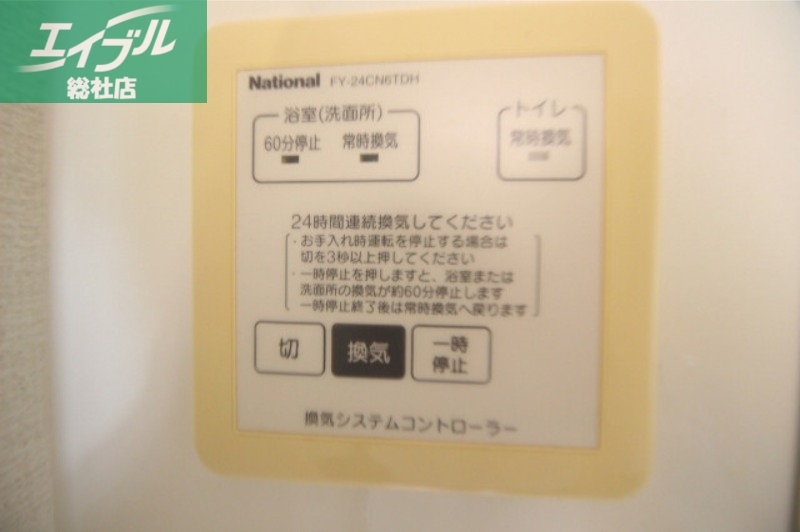 エイブル
総社店
National FY-24CN6TDH
浴室(洗面所)
60分停止 常時換気
トイレ
常時換気
24時間連続換気してください
・お手入れ時運転を停止する場合は
切を3秒以上押してください
・一時停止を押しますと、浴室または
洗面所の換気が約60分停止します
一時停止終了後は常時換気へ戻ります
切
換気
一時
停止
換気システムコントローラー